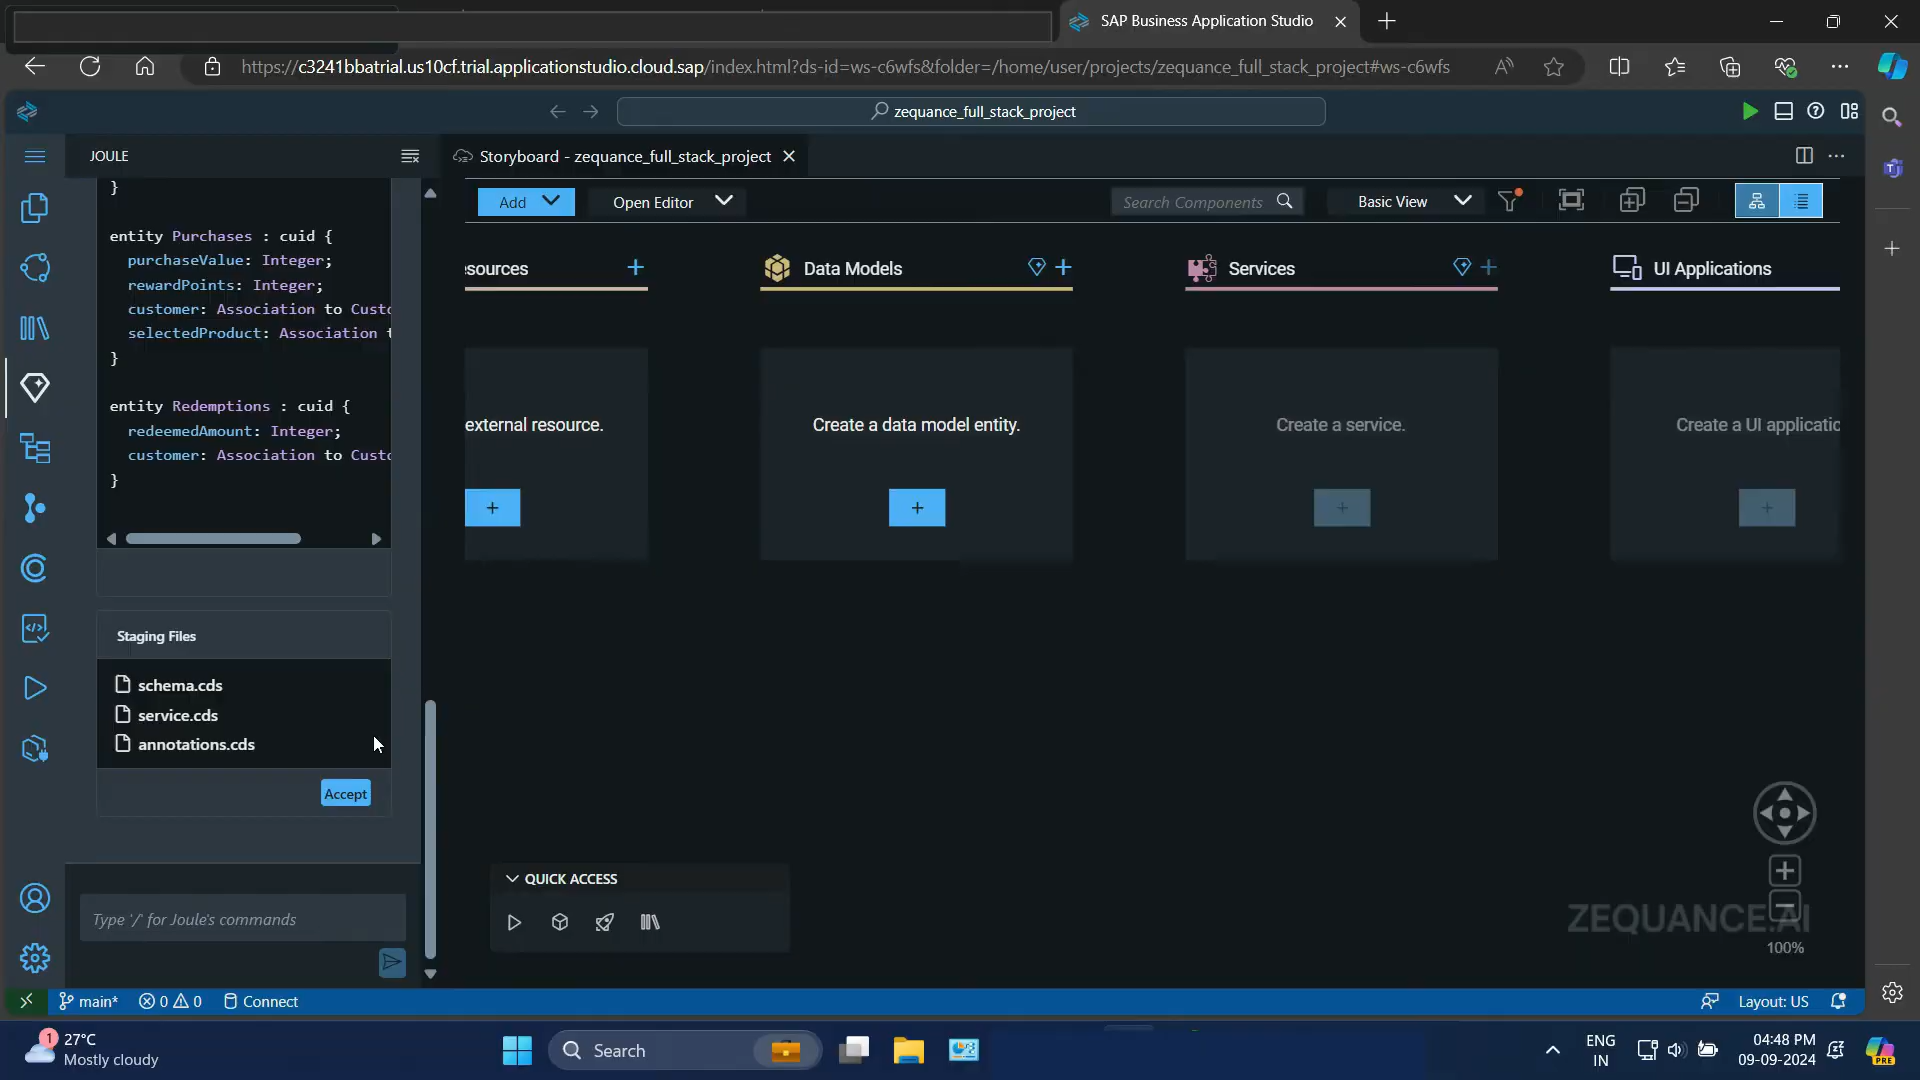 SAP Business Application Studio
https://c3241bbatrial.us10cf.trial.applicationstudio.cloud.sap/index.html?ds-id=ws-c6wfs&folder=/home/user/projects/zequance_full_stack_project#ws-c6wfs
zequance_full_stack_project
JOULE
Storyboard - zequance_full_stack_project
Add
Open Editor
Search Components
Basic View
}
entity Purchases : cuid {
purchaseValue: Integer;
rewardPoints: Integer;
customer: Association to Custo
selectedProduct: Association t
}
entity Redemptions : cuid {
redeemedAmount: Integer;
customer: Association to Custo
}
esources
Data Models
Services
UI Applications
external resource.
Create a data model entity.
Create a service.
Create a UI applicatic
+
+
+
+
Staging Files
schema.cds
service.cds
annotations.cds
Accept
Type '/' for Joule's commands
QUICK ACCESS
ZEQUANCE.AI
100%
main*
0
0
Connect
Layout: US
1
27°C
Mostly cloudy
Search
ENG
IN
04:48 PM
09-09-2024
PRE